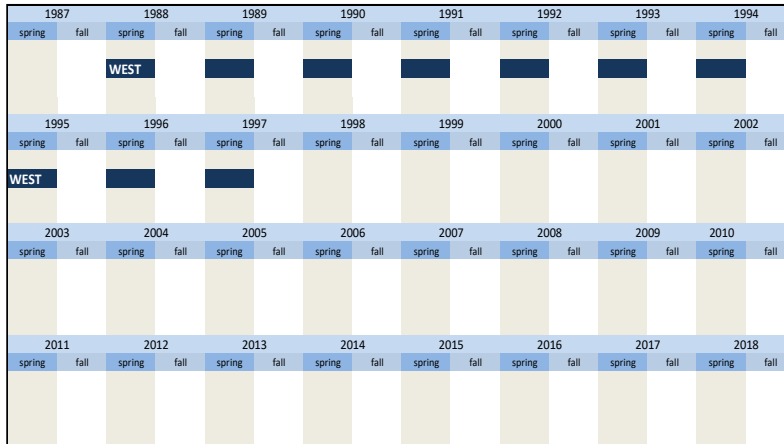 1987 1988 1989 1990 1991 1992 1993 1994
spring fall spring fall spring fall spring fall spring fall spring fall spring fall spring fall
WEST
1995 1996 1997 1998 1999 2000 2001 2002
spring fall spring fall spring fall spring fall spring fall spring fall spring fall spring fall
WEST
2003 2004 2005 2006 2007 2008 2009 2010
spring fall spring fall spring fall spring fall spring fall spring fall spring fall spring fall
2011 2012 2013 2014 2015 2016 2017 2018
spring fall spring fall spring fall spring fall spring fall spring fall spring fall spring fall